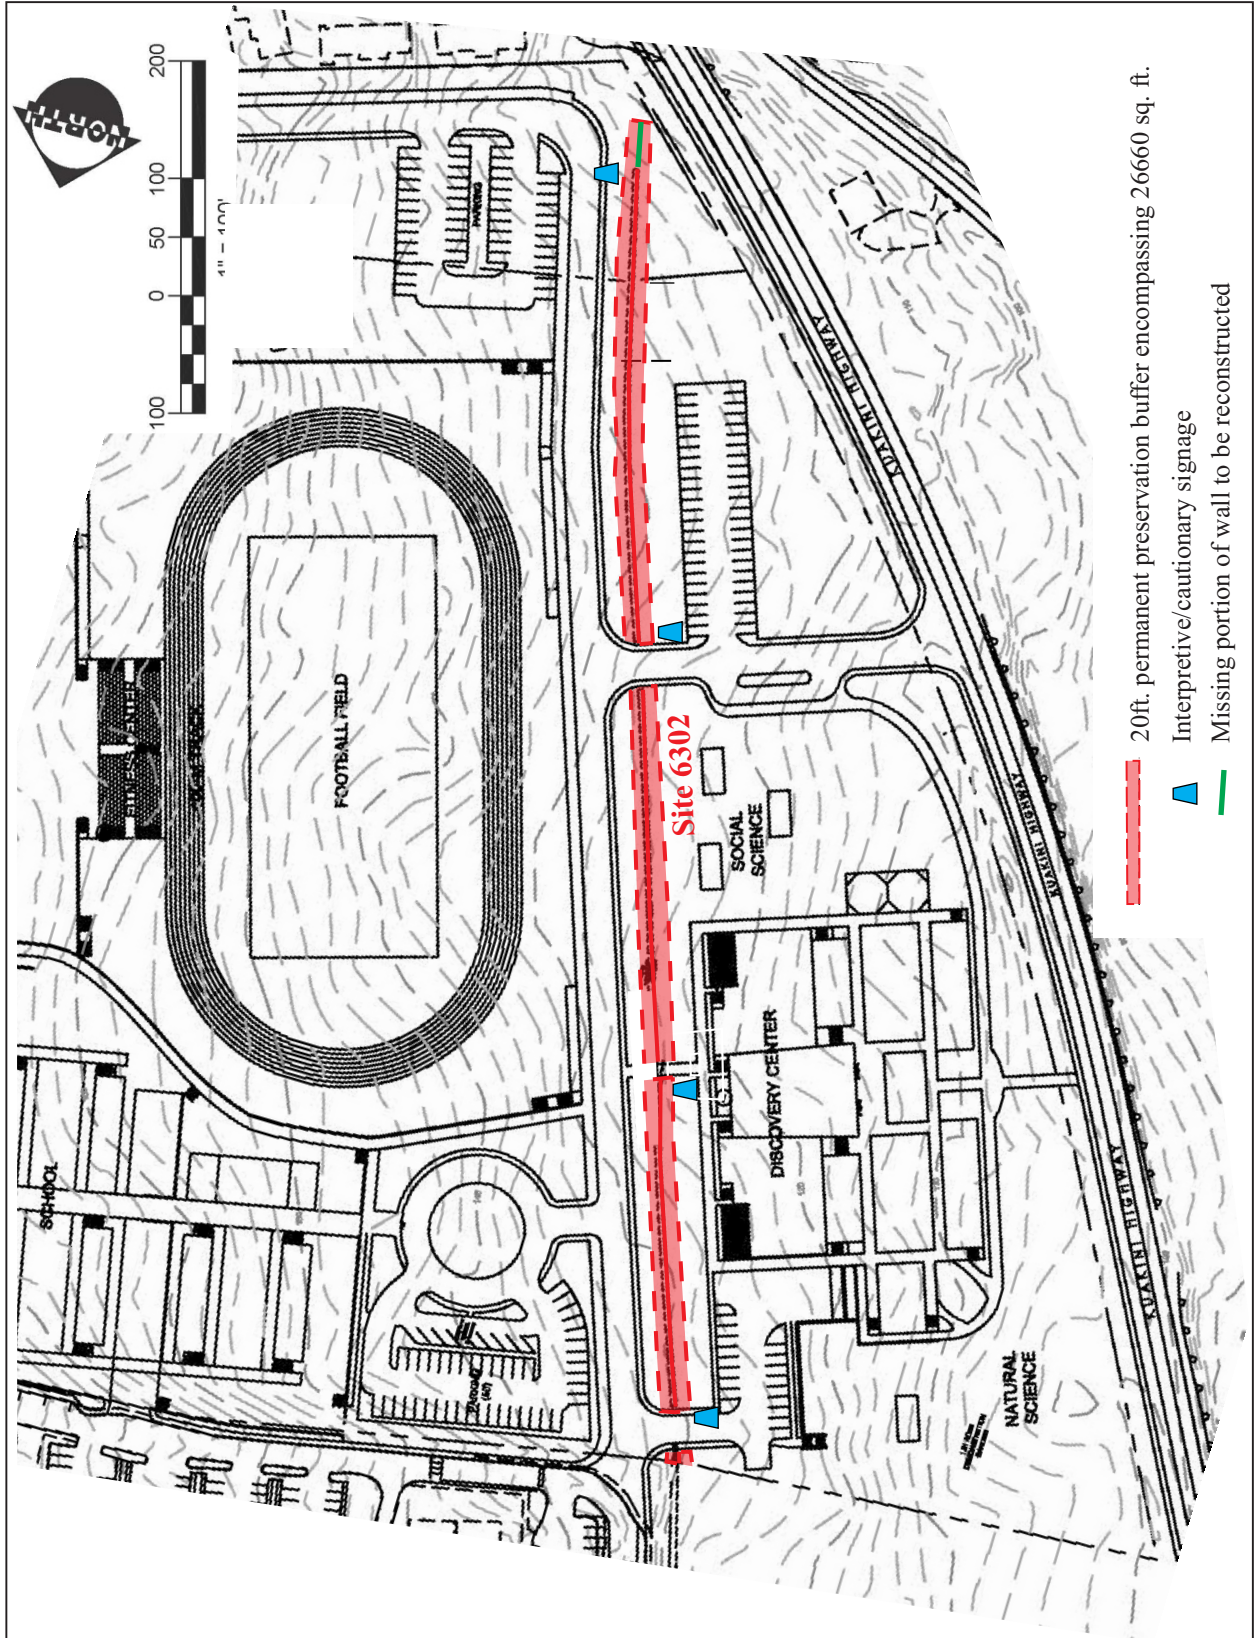 NORTH
100
0
50
100
200
1" = 100'
PARKING
FITNESS CENTER
FOOTBALL FIELD
SCHOOL
KUAKINI HIGHWAY
Site 6302
SOCIAL
SCIENCE
DISCOVERY CENTER
KUAKINI HIGHWAY
KUAKINI HIGHWAY
NATURAL
SCIENCE
20ft. permanent preservation buffer encompassing 26660 sq. ft.
Interpretive/cautionary signage
Missing portion of wall to be reconstructed